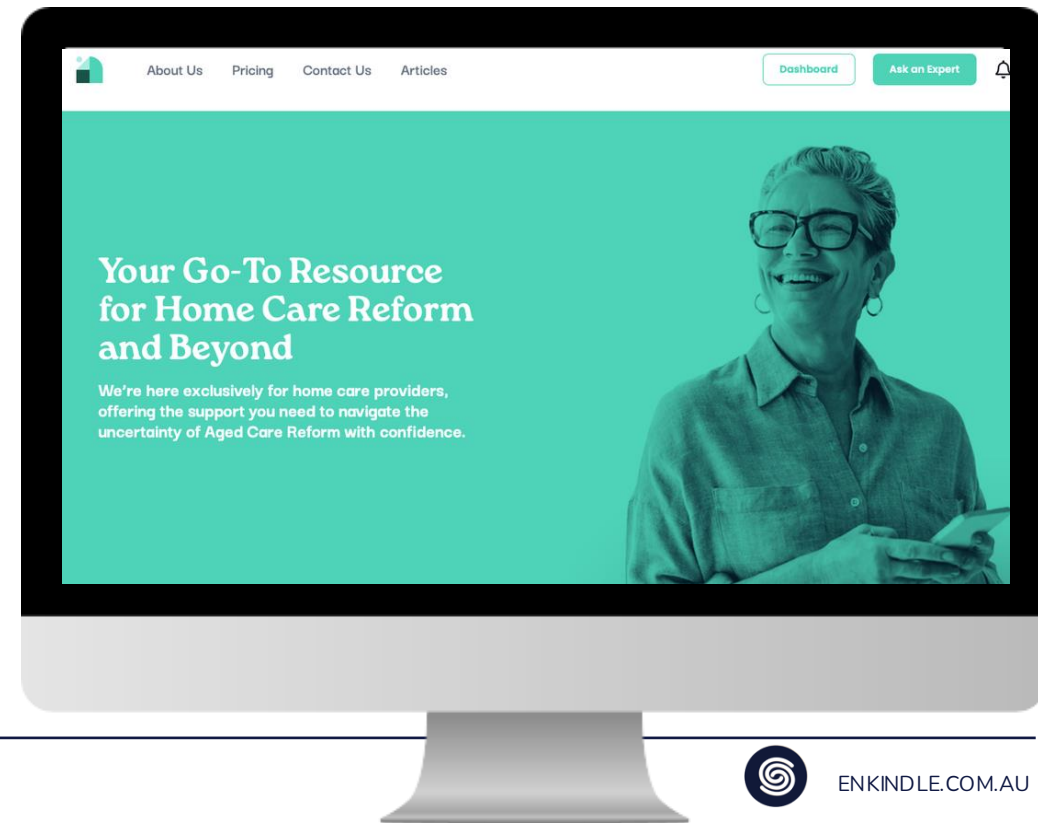 About Us Pricing Contact Us Articles Dashboard Ask an Expert
Your Go-To Resource
for Home Care Reform
and Beyond
We're here exclusively for home care providers,
offering the support you need to navigate the
uncertainty of Aged Care Reform with confidence.
ENKINDLE.COM.AU